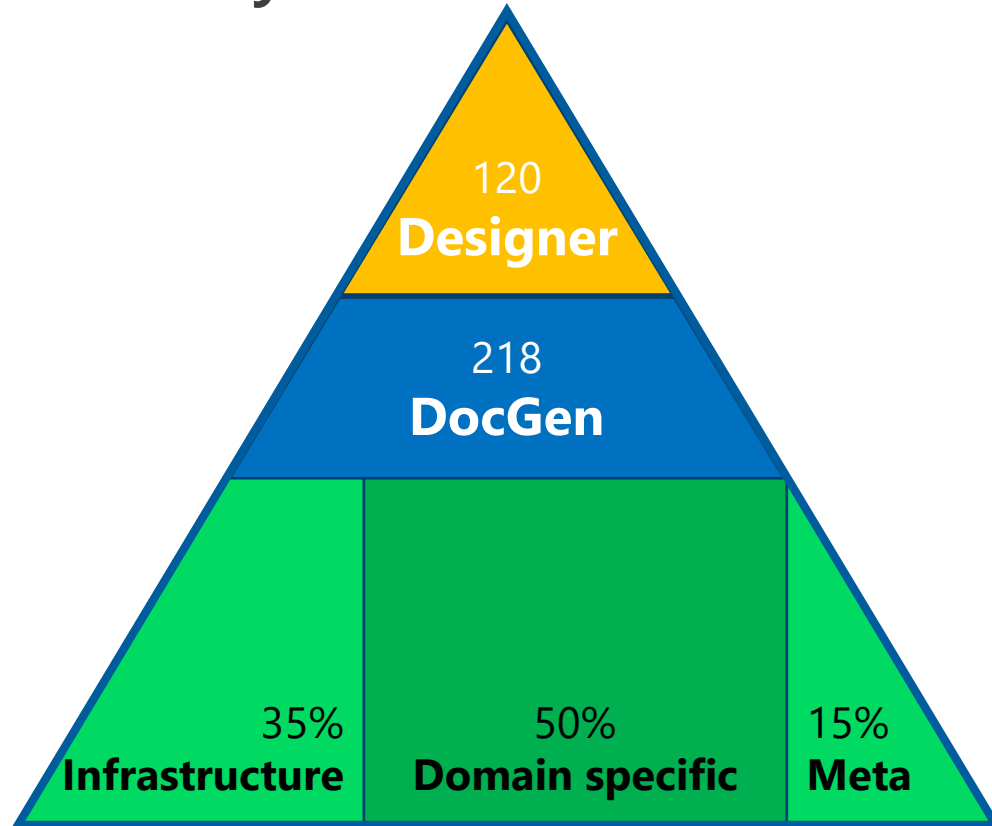 120
Designer
218
DocGen
35%
Infrastructure
50%
Domain specific
15%
Meta